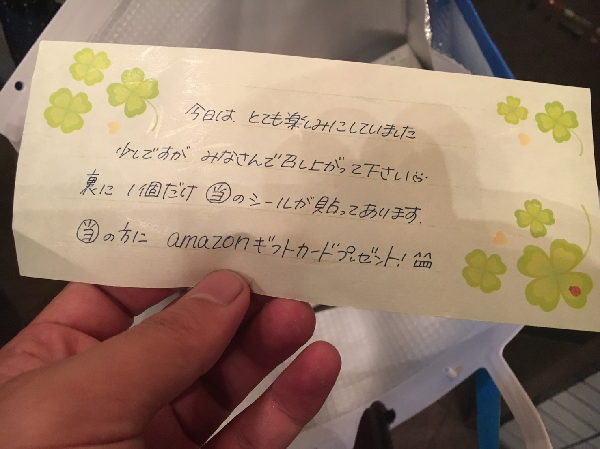 今日は とても楽しみにしていました
少しですが みなさんで召し上がって下さい
裏に 1個だけ 当のシールが貼ってあります.
当の方に amazonギフトカードプレゼント!